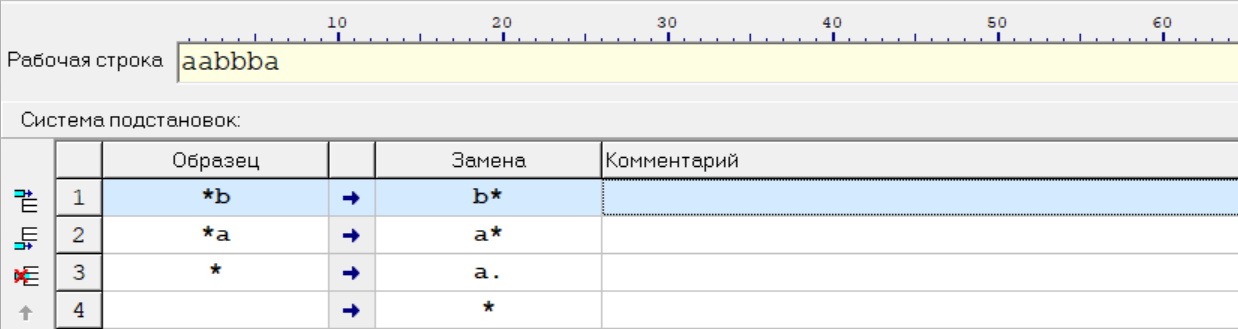 10 20 30 40 50 60
Рабочая строка aabbba
Система подстановок:
Образец Замена Комментарий
1 *b → b*
2 *a → a*
3 * → a.
4 → *